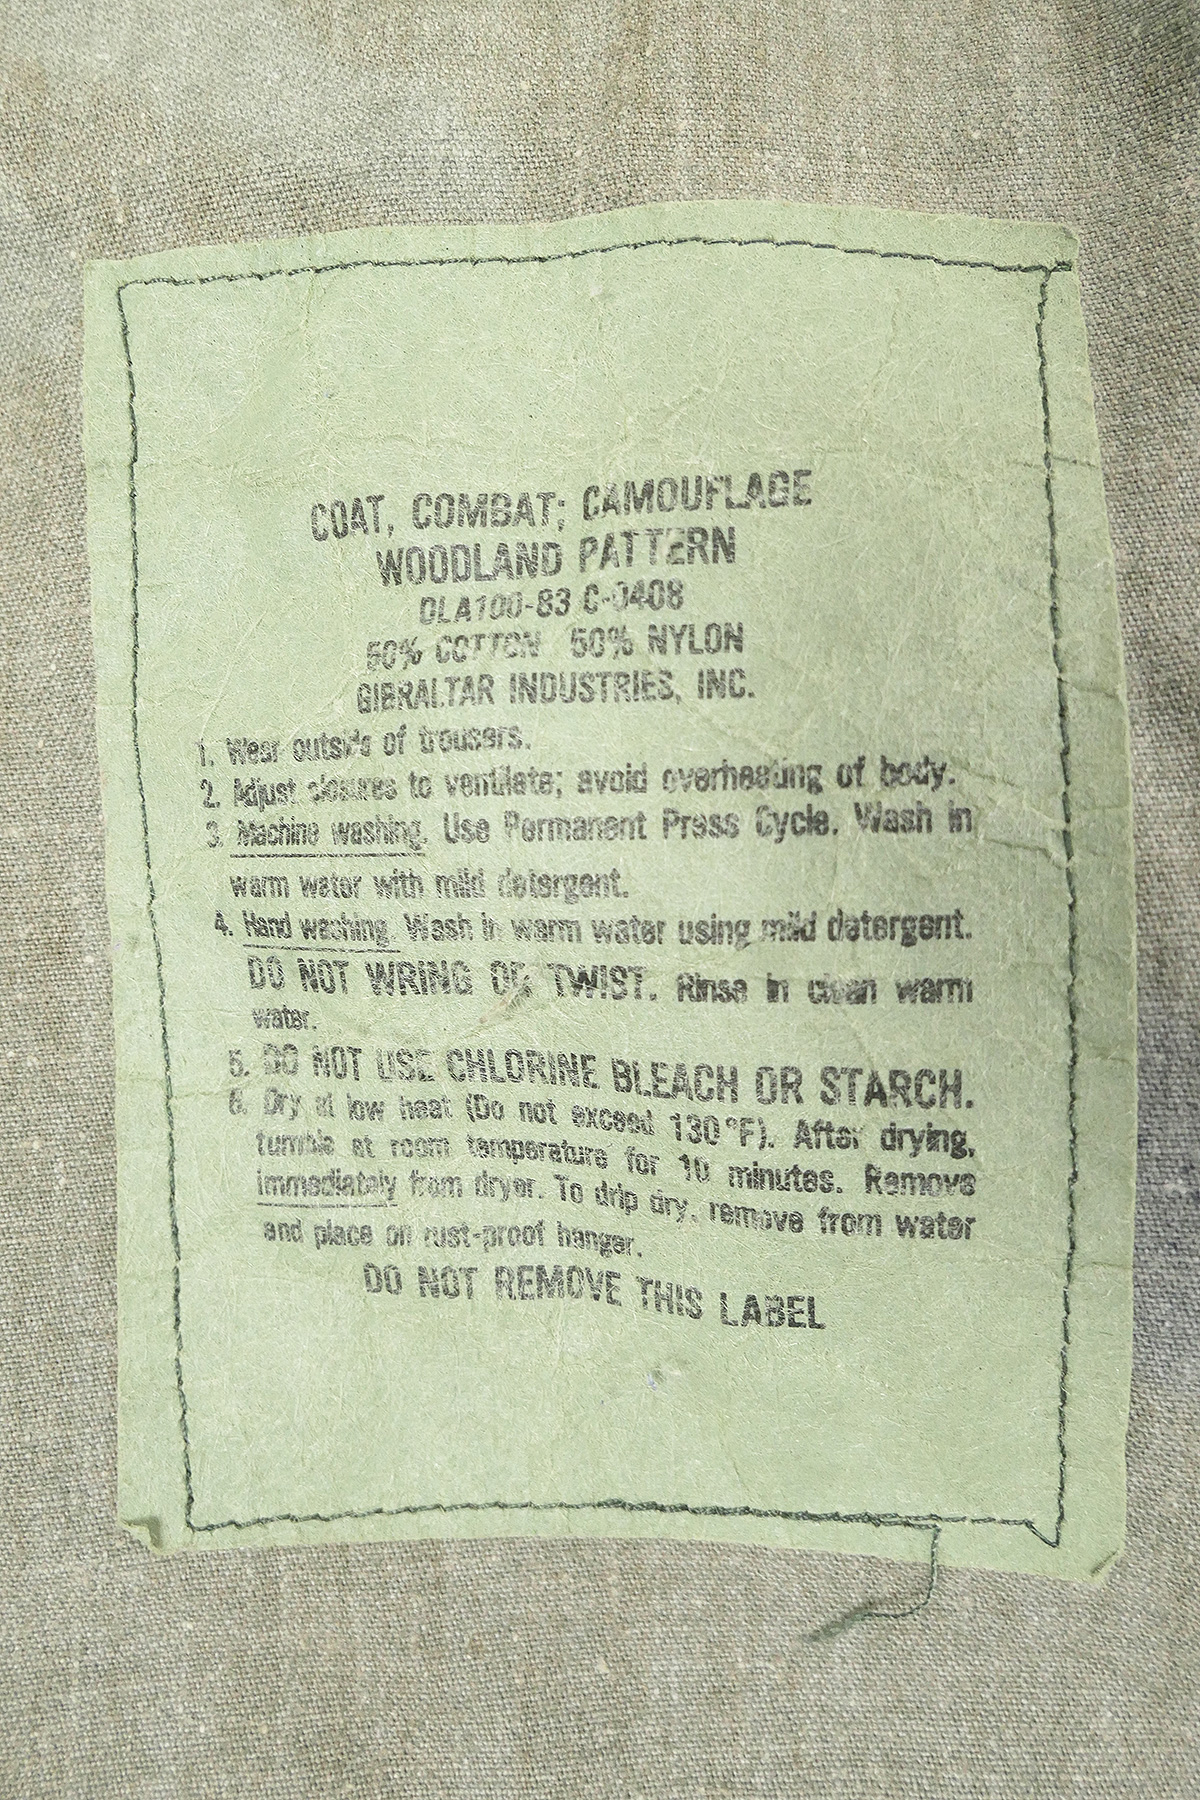 COAT, COMBAT; CAMOUFLAGE
WOODLAND PATTERN
DLA100-83 C-0408
50% COTTON 50% NYLON
GIBRALTAR INDUSTRIES, INC.
1. Wear outside of trousers.
2. Adjust closures to ventilate; avoid overheating of body.
3. Machine washing. Use Permanent Press Cycle. Wash in
warm water with mild detergent.
4. Hand washing. Wash in warm water using mild detergent.
DO NOT WRING OR TWIST. Rinse in clean warm
water.
5. DO NOT USE CHLORINE BLEACH OR STARCH.
6. Dry at low heat (Do not exceed 130°F). After drying,
tumble at room temperature for 10 minutes. Remove
immediately from dryer. To drip dry, remove from water
and place on rust-proof hanger.
DO NOT REMOVE THIS LABEL